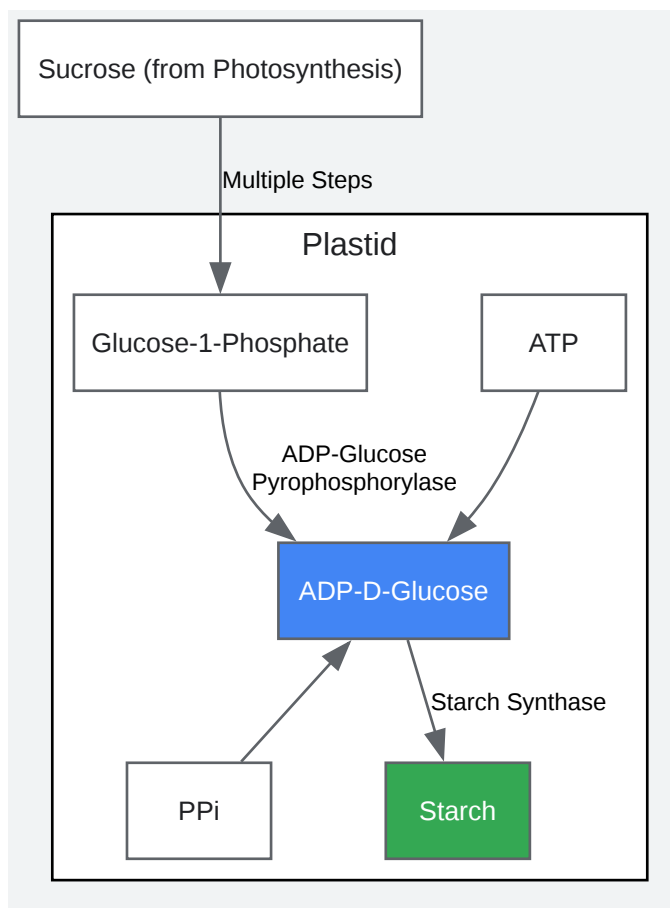 Sucrose (from Photosynthesis)
Multiple Steps
Plastid
Glucose-1-Phosphate
ATP
ADP-Glucose
Pyrophosphorylase
ADP-D-Glucose
Starch Synthase
PPi
Starch